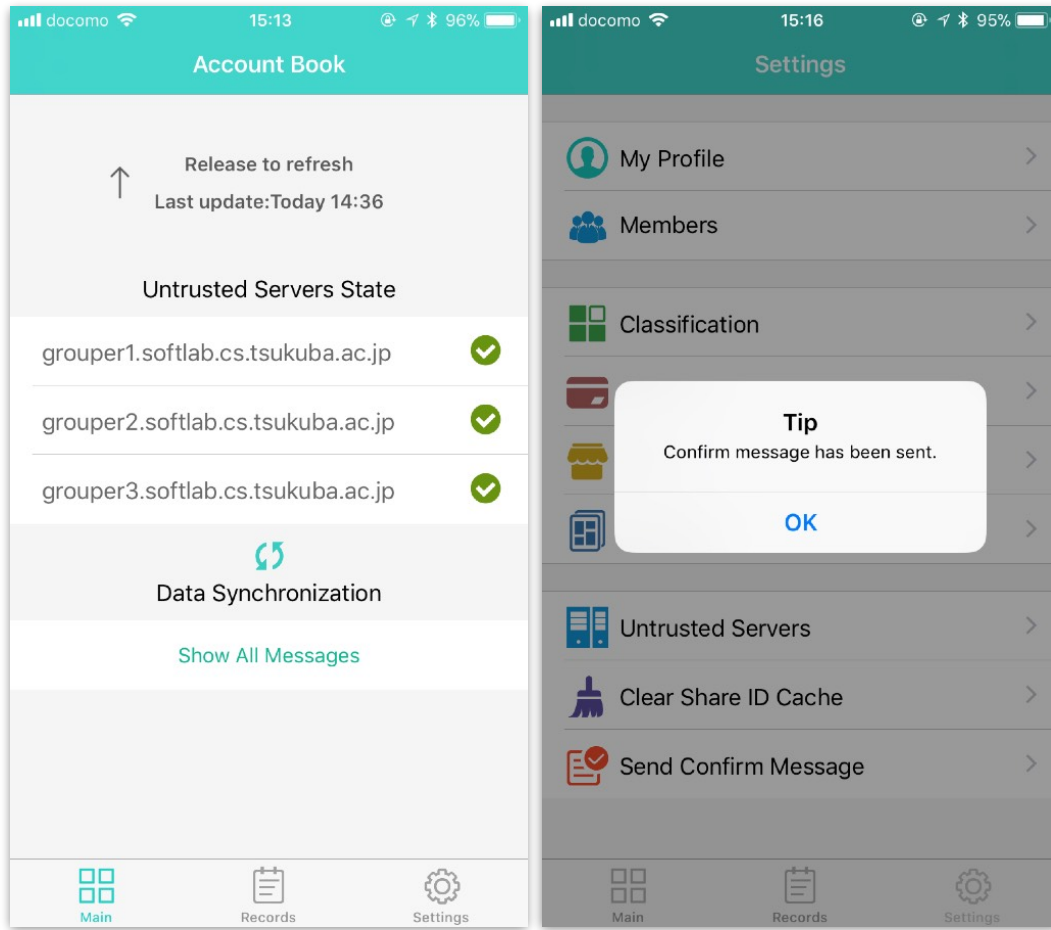 docomo 15:13 96%
Account Book
Release to refresh
Last update:Today 14:36
Untrusted Servers State
grouper1.softlab.cs.tsukuba.ac.jp
grouper2.softlab.cs.tsukuba.ac.jp
grouper3.softlab.cs.tsukuba.ac.jp
Data Synchronization
Show All Messages
Main Records Settings
docomo 15:16 95%
Settings
My Profile
Members
Classification
Tip
Confirm message has been sent.
OK
Untrusted Servers
Clear Share ID Cache
Send Confirm Message
Main Records Settings